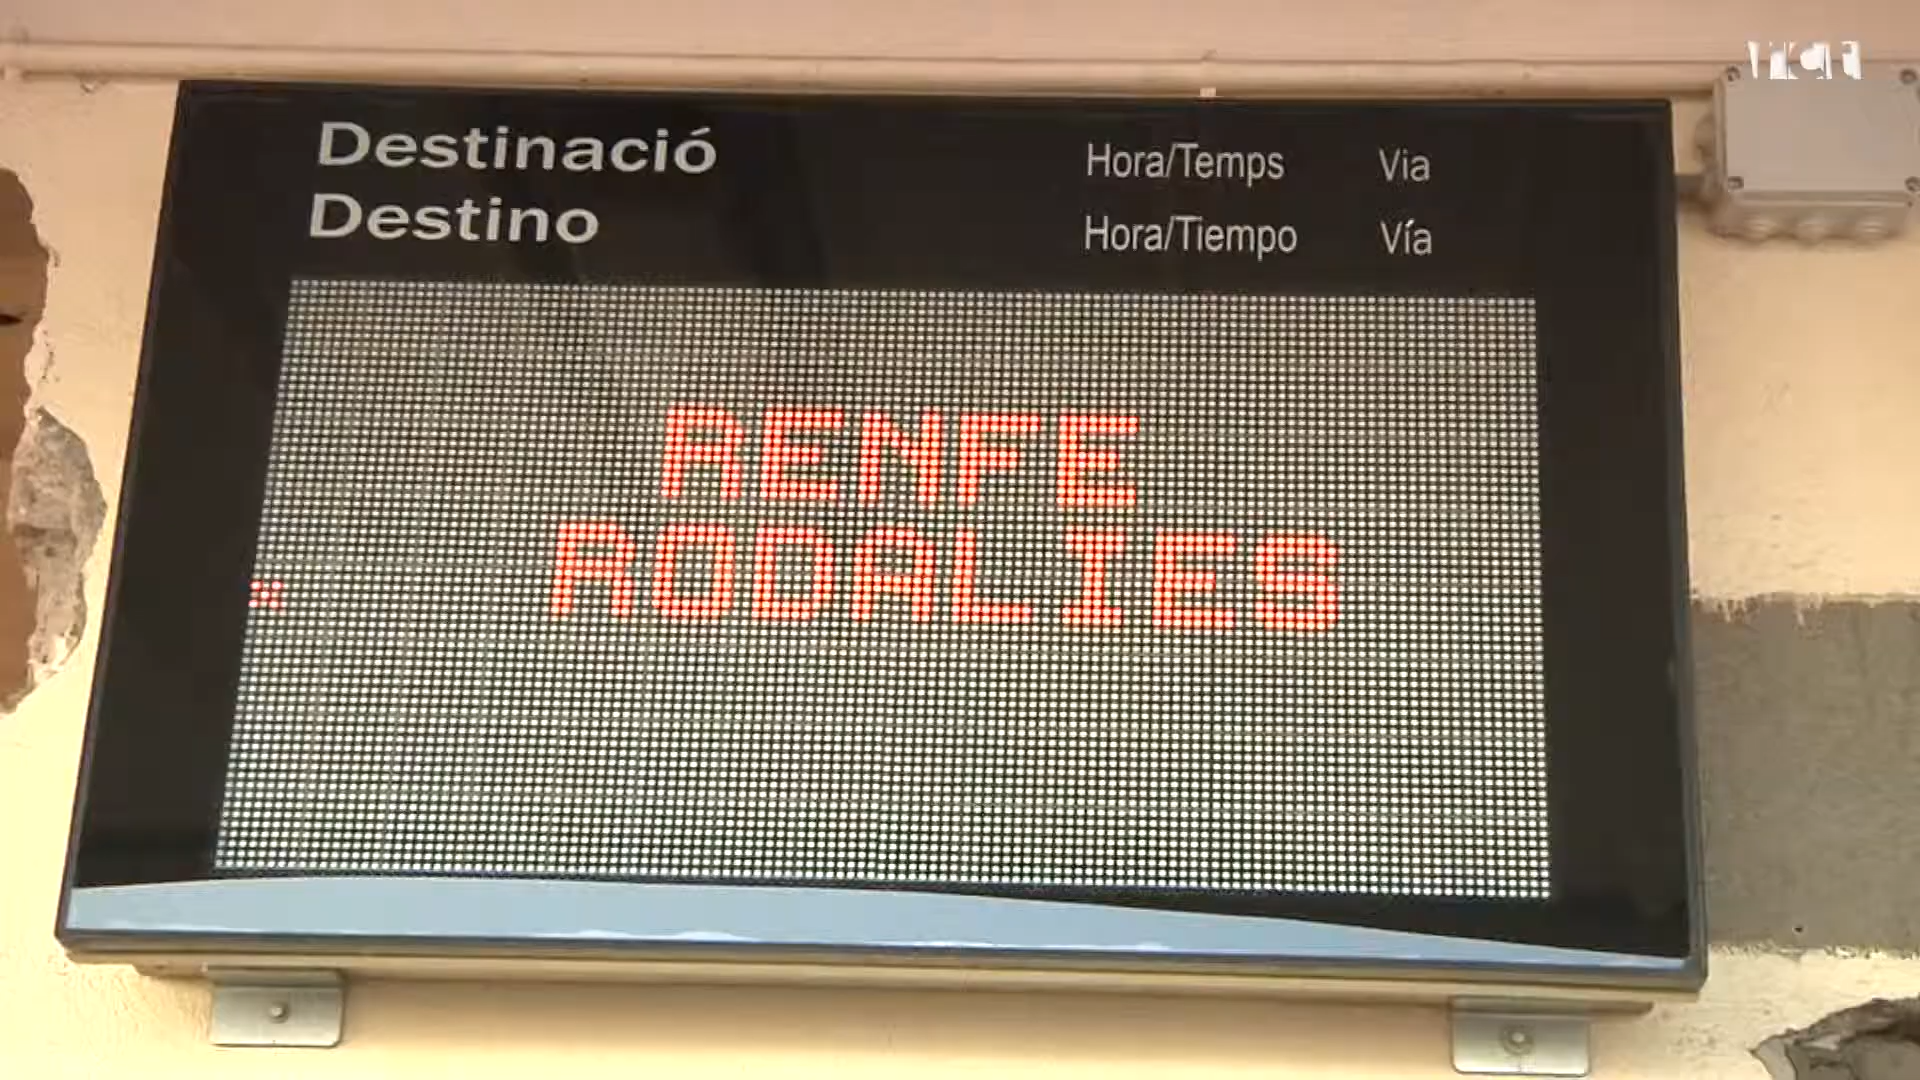 Destinació Hora/Temps Via
Destino Hora/Tiempo Vía
RENFE
RODALIES